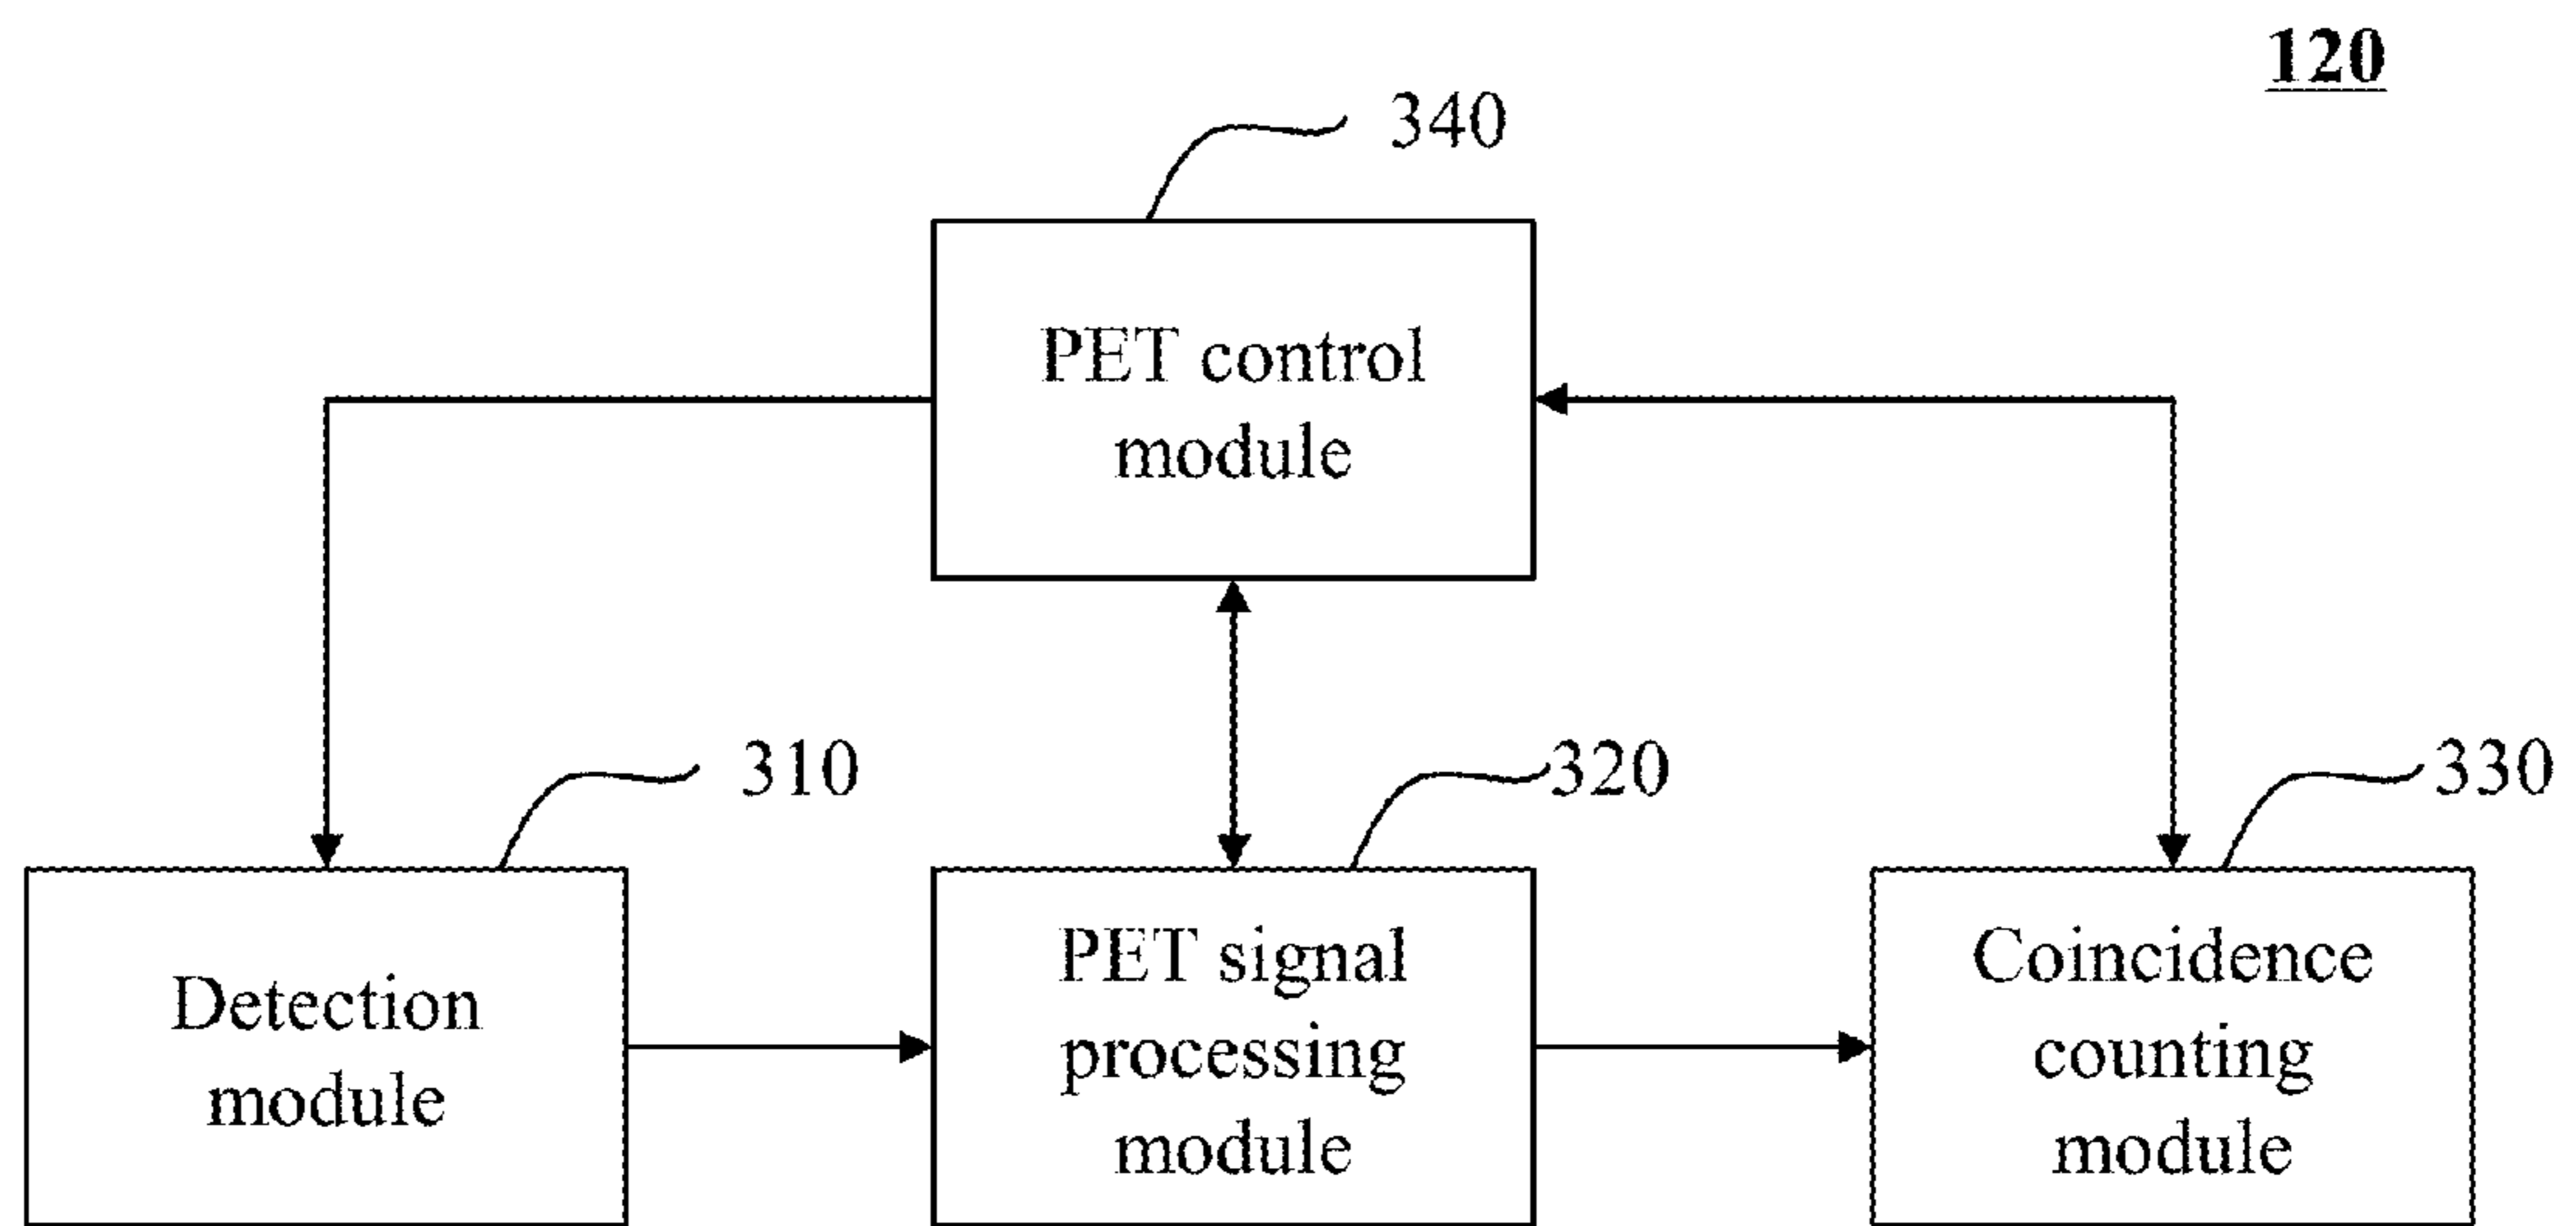 120
340
PET control
module
310
320
330
Detection
module
PET signal
processing
module
Coincidence
counting
module